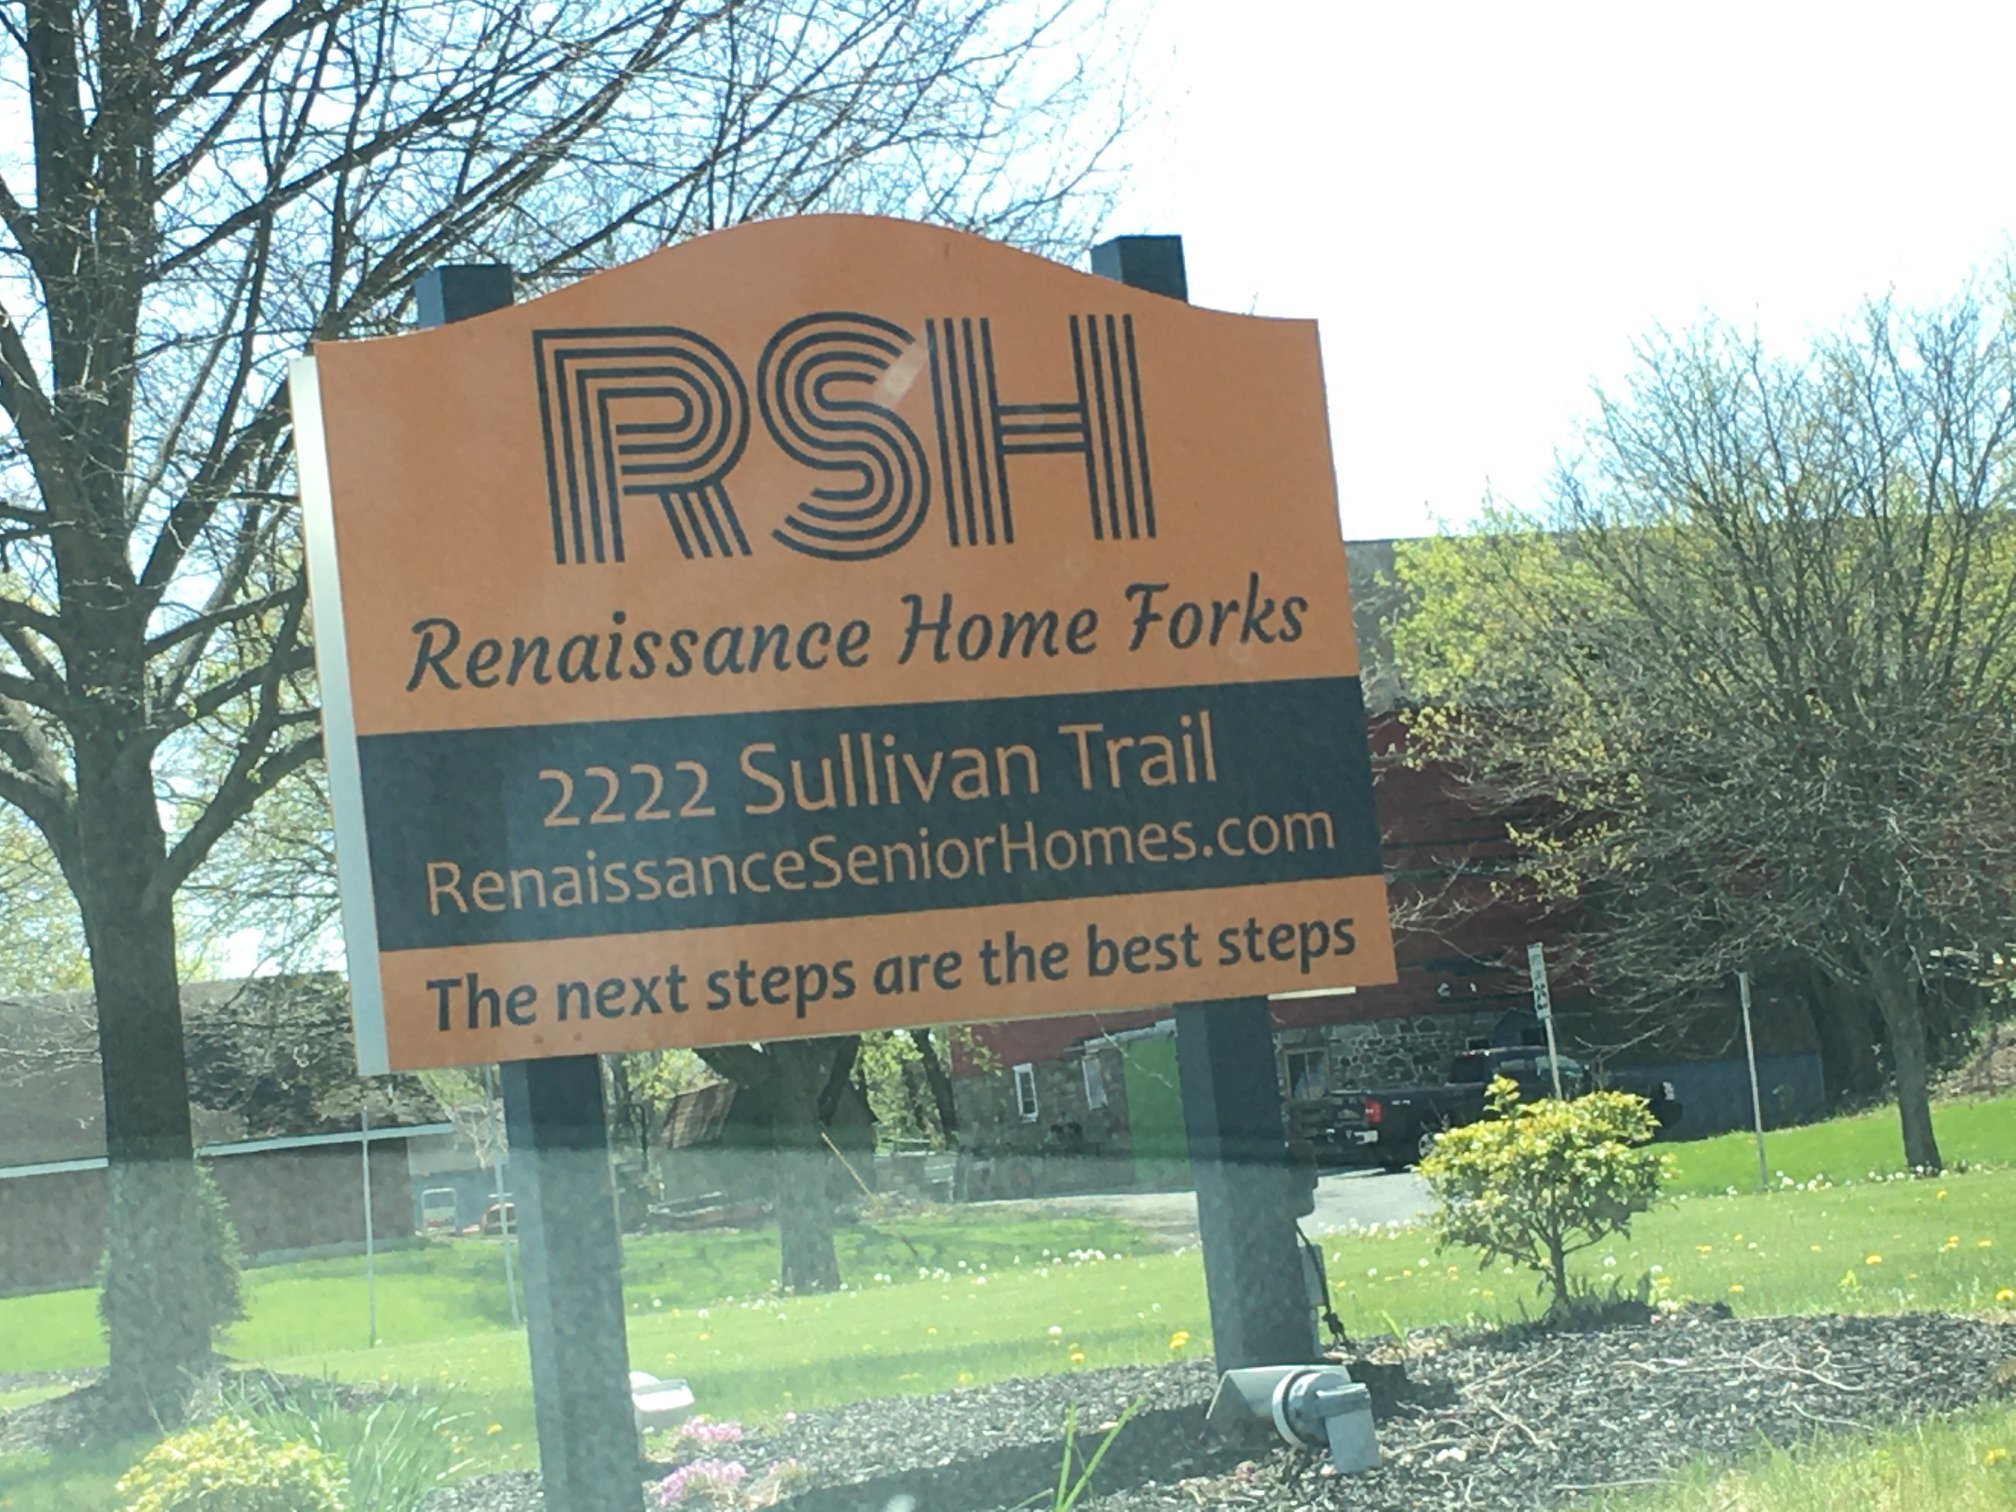 RSH
Renaissance Home Forks
2222 Sullivan Trail
RenaissanceSeniorHomes.com
The next steps are the best steps